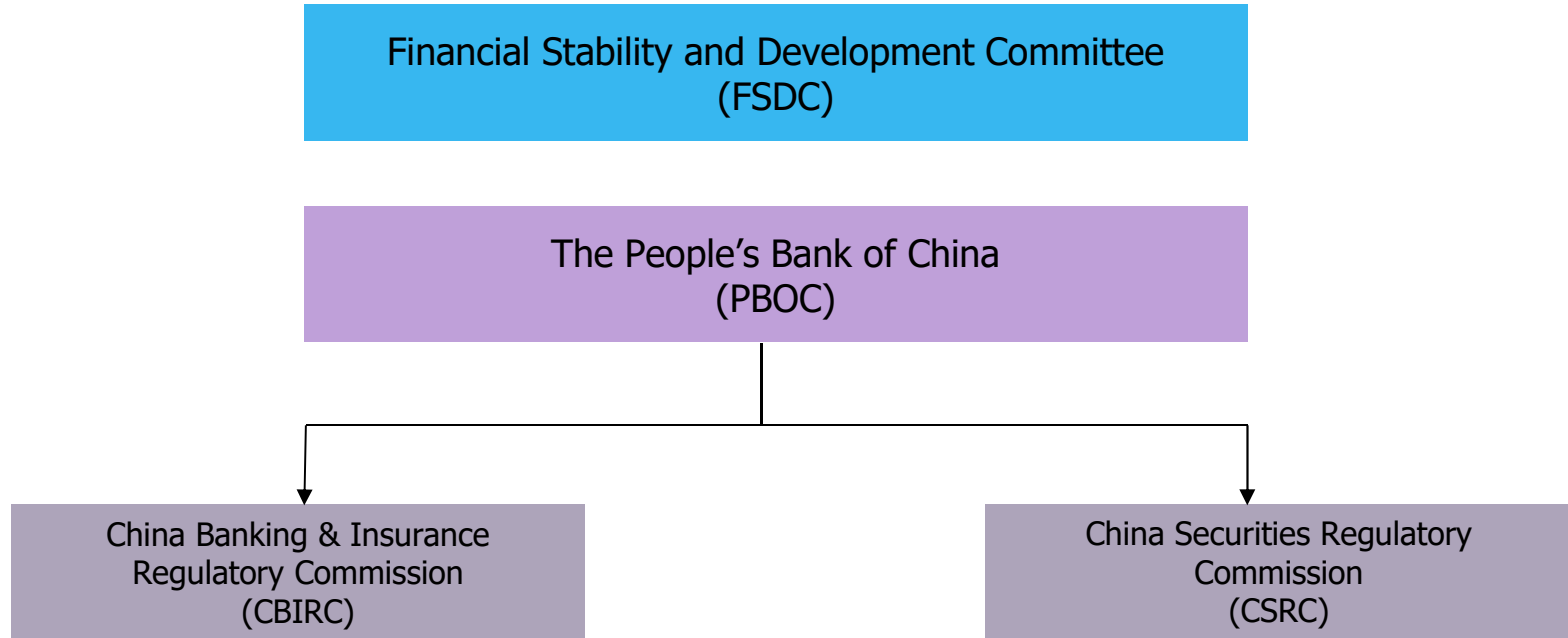 Financial Stability and Development Committee
(FSDC)
The People’s Bank of China
(PBOC)
China Banking & Insurance
Regulatory Commission
(CBIRC)
China Securities Regulatory
Commission
(CSRC)